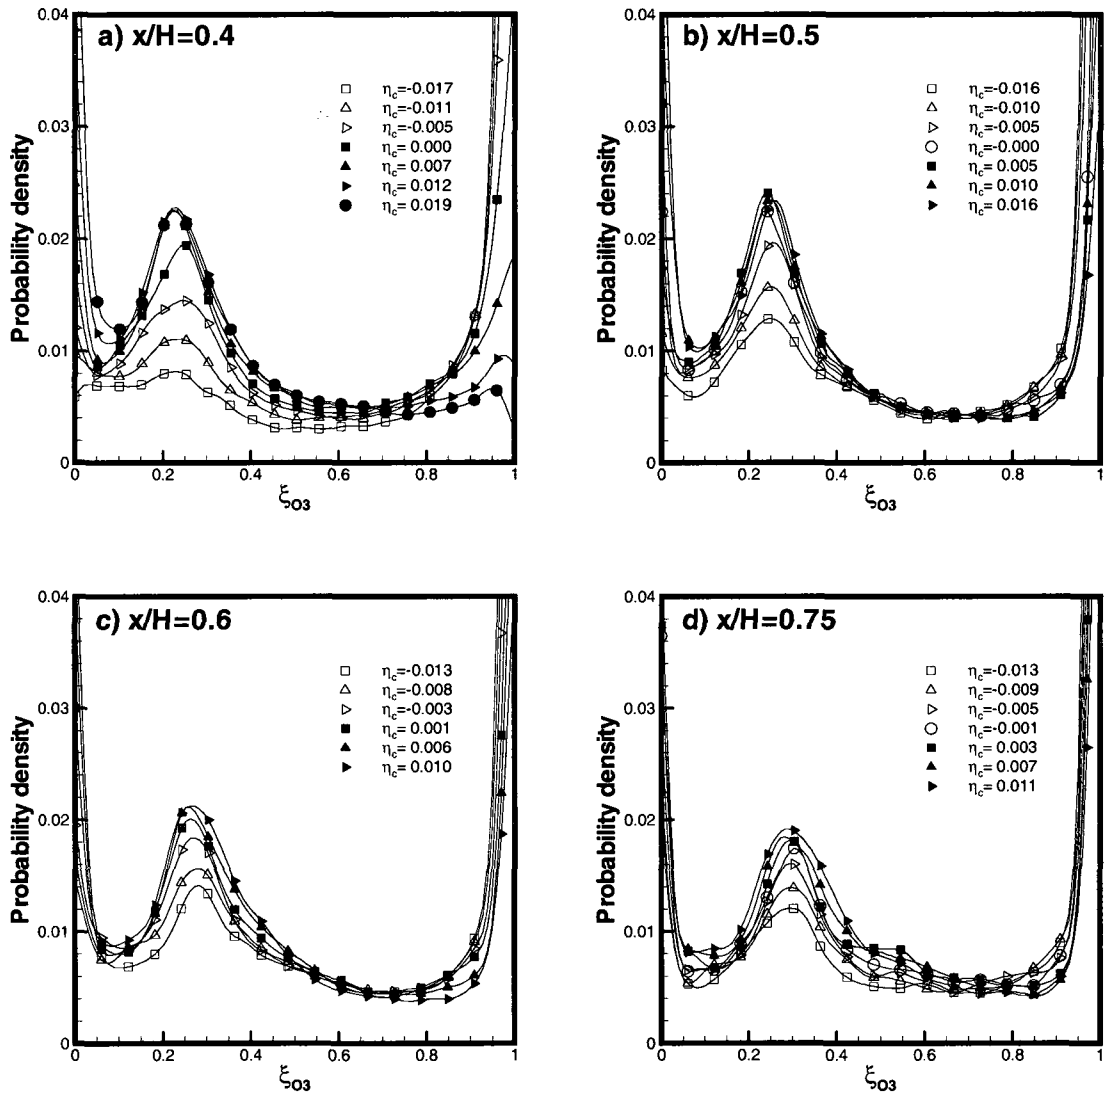 a) x/H=0.4
Probability density
0.04
0.03
0.02
0.01
0
η_c=-0.017
η_c=-0.011
η_c=-0.005
η_c= 0.000
η_c= 0.007
η_c= 0.012
η_c= 0.019
0 0.2 0.4 0.6 0.8 1
ξ_O3
b) x/H=0.5
Probability density
0.04
0.03
0.02
0.01
0
η_c=-0.016
η_c=-0.010
η_c=-0.005
η_c=-0.000
η_c= 0.005
η_c= 0.010
η_c= 0.016
0 0.2 0.4 0.6 0.8 1
ξ_O3
c) x/H=0.6
Probability density
0.04
0.03
0.02
0.01
0
η_c=-0.013
η_c=-0.008
η_c=-0.003
η_c= 0.001
η_c= 0.006
η_c= 0.010
0 0.2 0.4 0.6 0.8 1
ξ_O3
d) x/H=0.75
Probability density
0.04
0.03
0.02
0.01
0
η_c=-0.013
η_c=-0.009
η_c=-0.005
η_c=-0.001
η_c= 0.003
η_c= 0.007
η_c= 0.011
0 0.2 0.4 0.6 0.8 1
ξ_O3